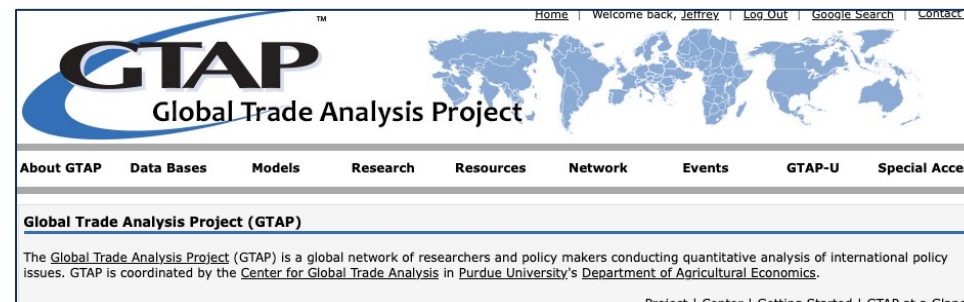 Home | Welcome back, Jeffrey | Log Out | Google Search | Contact
GTAP TM
Global Trade Analysis Project
About GTAP Data Bases Models Research Resources Network Events GTAP-U Special Acce
Global Trade Analysis Project (GTAP)
The Global Trade Analysis Project (GTAP) is a global network of researchers and policy makers conducting quantitative analysis of international policy
issues. GTAP is coordinated by the Center for Global Trade Analysis in Purdue University's Department of Agricultural Economics.
Project | Center | Getting Started | GTAP at a Glance